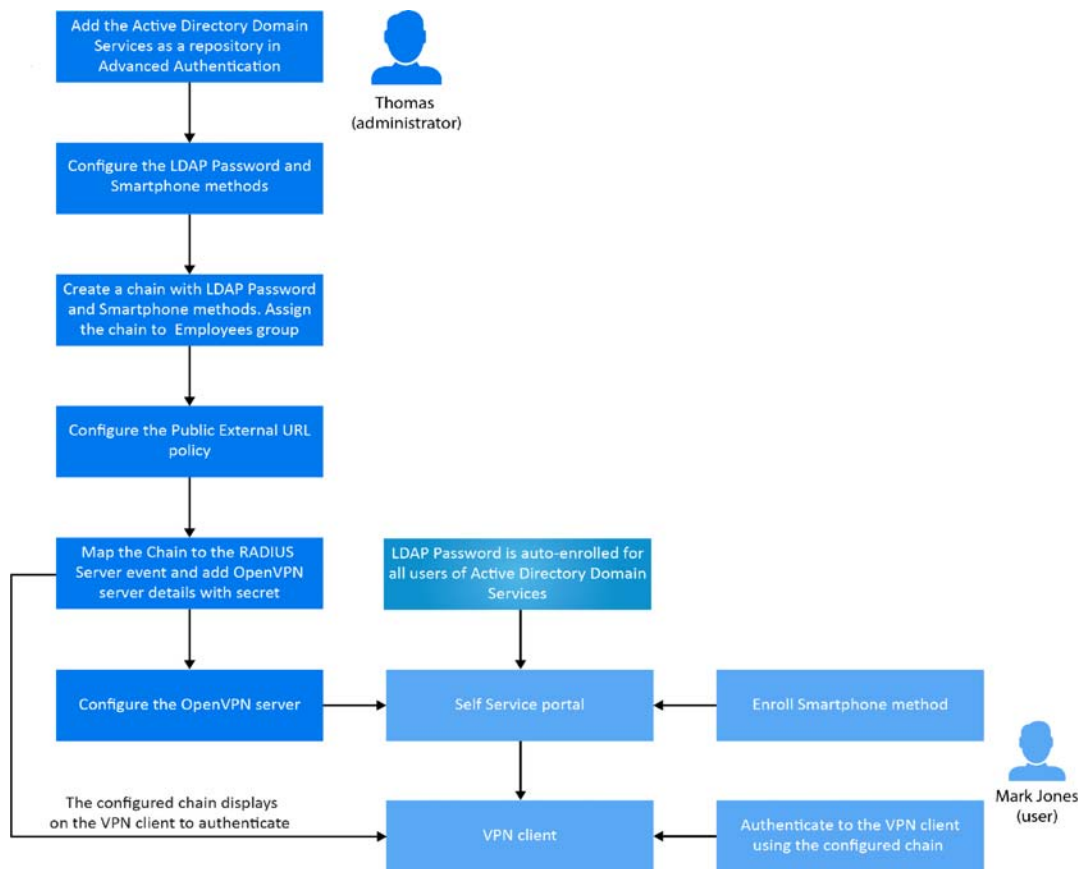 Add the Active Directory Domain
Services as a repository in
Advanced Authentication
Thomas
(administrator)
Configure the LDAP Password and
Smartphone methods
Create a chain with LDAP Password
and Smartphone methods. Assign
the chain to Employees group
Configure the Public External URL
policy
Map the Chain to the RADIUS
Server event and add OpenVPN
server details with secret
LDAP Password is auto-enrolled for
all users of Active Directory Domain
Services
Configure the OpenVPN server
Self Service portal
Enroll Smartphone method
Mark Jones
(user)
The configured chain displays
on the VPN client to authenticate
VPN client
Authenticate to the VPN client
using the configured chain